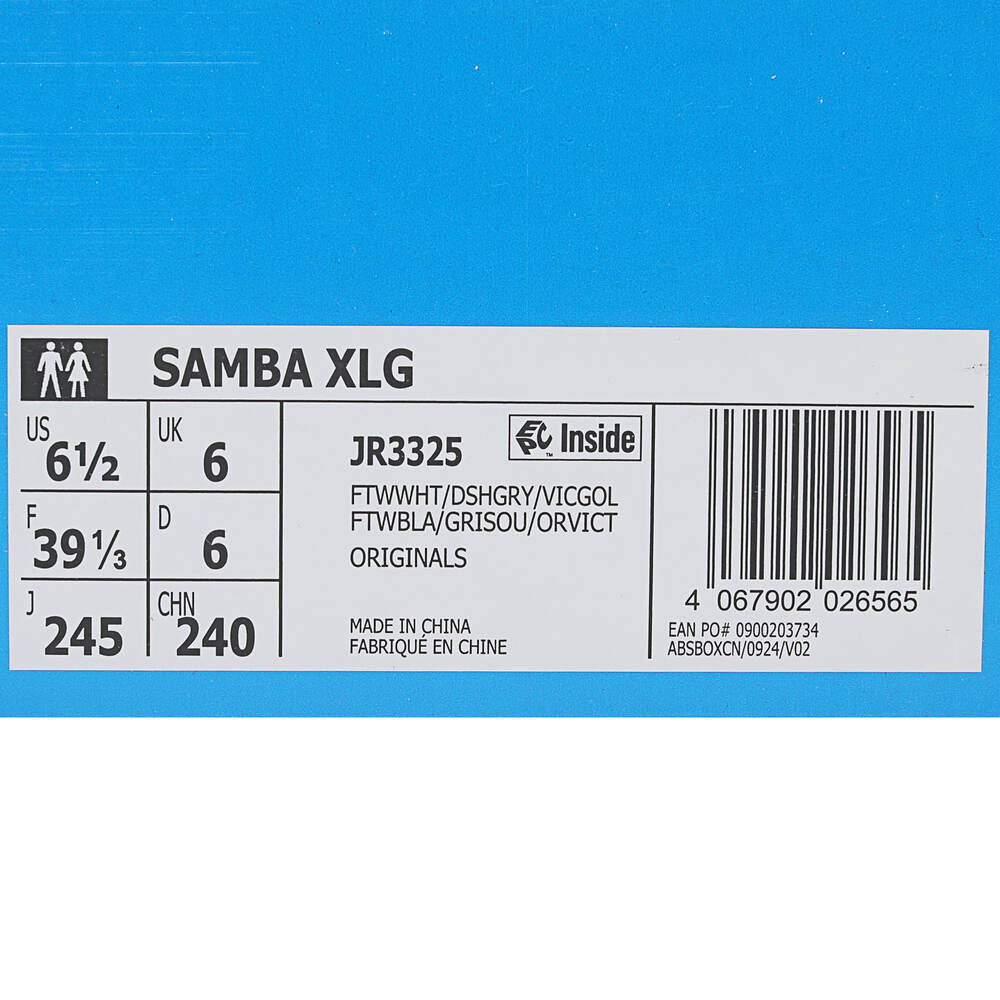 SAMBA XLG
US 6½
UK 6
F 39⅓
D 6
J 245
CHN 240
JR3325
EPC™ Inside
FTWWHT/DSHGRY/VICGOL
FTWBLA/GRISOU/ORVICT
ORIGINALS
MADE IN CHINA
FABRIQUÉ EN CHINE
4 067902 026565
EAN PO# 0900203734
ABSBOXCN/0924/V02